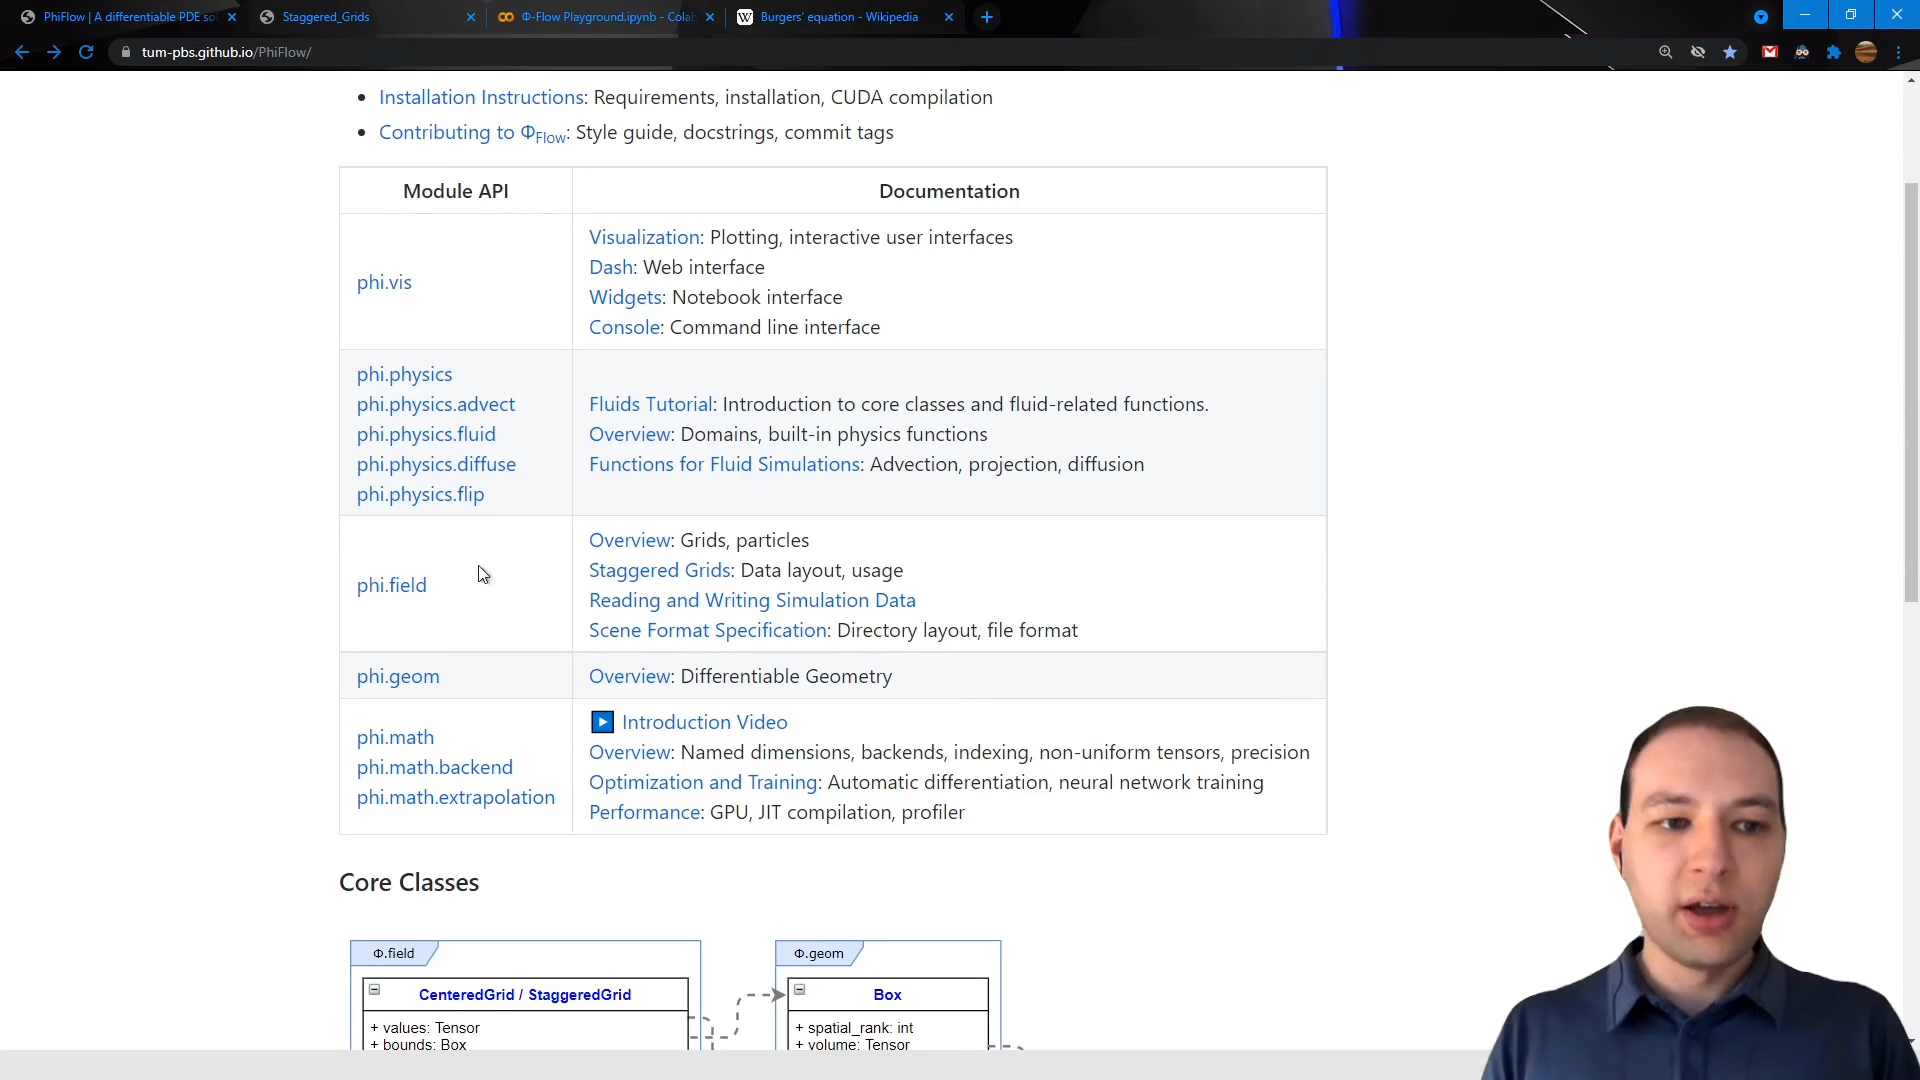 PhiFlow | A differentiable PDE sol
Staggered_Grids
Φ-Flow Playground.ipynb - Colab
Burgers' equation - Wikipedia
tum-pbs.github.io/PhiFlow/
Installation Instructions: Requirements, installation, CUDA compilation
Contributing to ΦFlow: Style guide, docstrings, commit tags
Module API
Documentation
phi.vis
Visualization: Plotting, interactive user interfaces
Dash: Web interface
Widgets: Notebook interface
Console: Command line interface
phi.physics
phi.physics.advect
phi.physics.fluid
phi.physics.diffuse
phi.physics.flip
Fluids Tutorial: Introduction to core classes and fluid-related functions.
Overview: Domains, built-in physics functions
Functions for Fluid Simulations: Advection, projection, diffusion
phi.field
Overview: Grids, particles
Staggered Grids: Data layout, usage
Reading and Writing Simulation Data
Scene Format Specification: Directory layout, file format
phi.geom
Overview: Differentiable Geometry
phi.math
phi.math.backend
phi.math.extrapolation
Introduction Video
Overview: Named dimensions, backends, indexing, non-uniform tensors, precision
Optimization and Training: Automatic differentiation, neural network training
Performance: GPU, JIT compilation, profiler
Core Classes
Φ.field
CenteredGrid / StaggeredGrid
+ values: Tensor
+ bounds: Box
Φ.geom
Box
+ spatial_rank: int
+ volume: Tensor